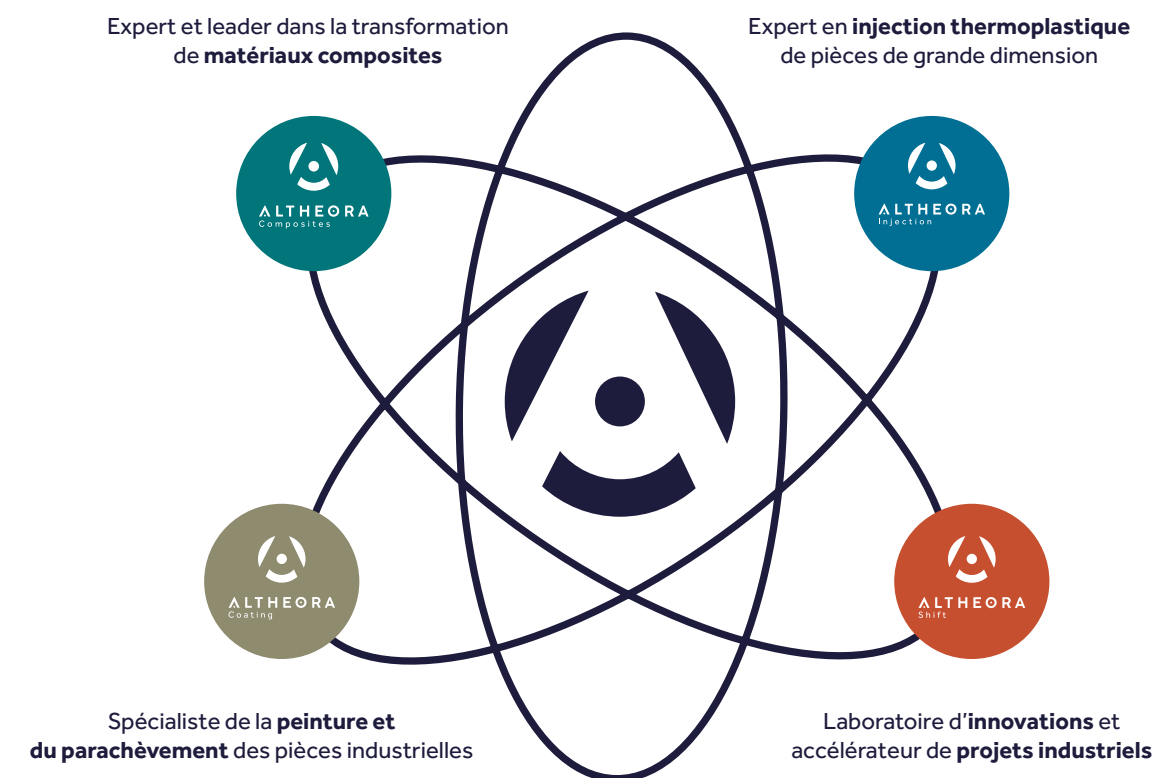 Expert et leader dans la transformation
de matériaux composites
Expert en injection thermoplastique
de pièces de grande dimension
ALTHEORA
Composites
ALTHEORA
Injection
ALTHEORA
Coating
ALTHEORA
Shift
Spécialiste de la peinture et
du parachèvement des pièces industrielles
Laboratoire d'innovations et
accélérateur de projets industriels